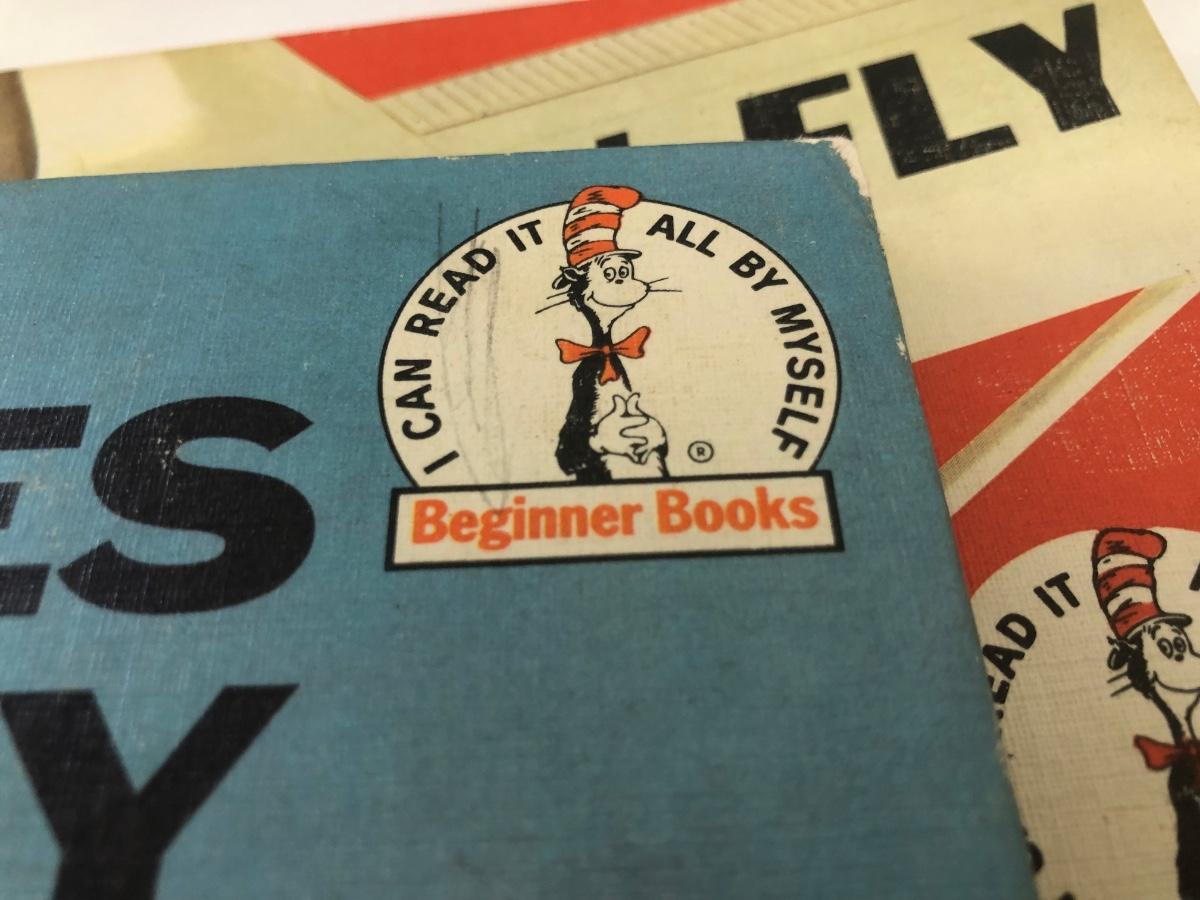 FLY
I CAN READ IT ALL BY MYSELF
®
Beginner Books
ES
Y
READ IT